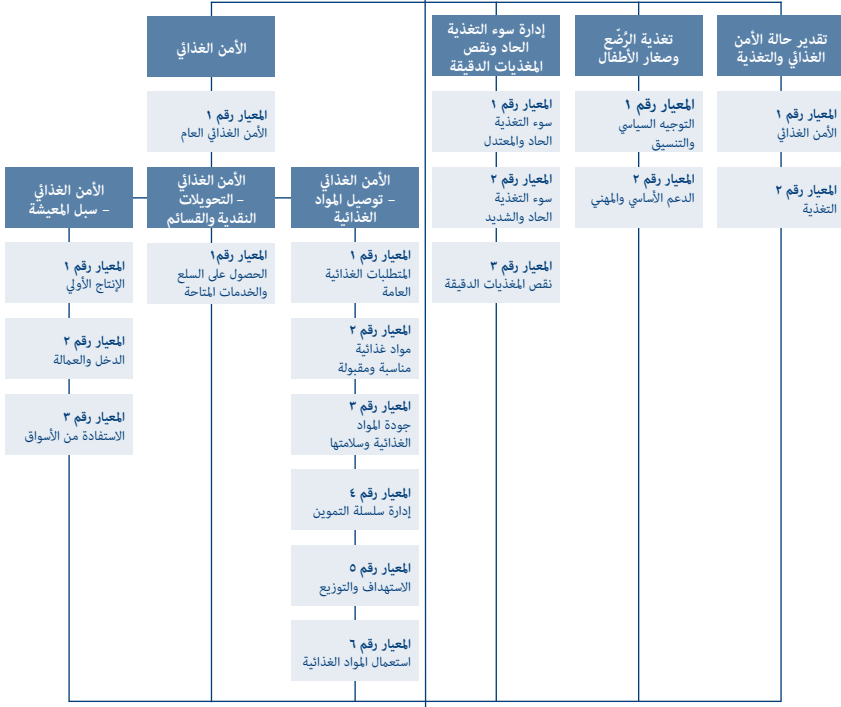 تقدير حالة الأمن
الغذائي والتغذية
المعيار رقم ١
الأمن الغذائي
المعيار رقم ٢
التغذية
تغذية الرُضّع
وصغار الأطفال
المعيار رقم ١
التوجيه السياسي
والتنسيق
المعيار رقم ٢
الدعم الأساسي والمهني
إدارة سوء التغذية
الحاد ونقص
المغذيات الدقيقة
المعيار رقم ١
سوء التغذية
الحاد والمعتدل
المعيار رقم ٢
سوء التغذية
الحاد والشديد
المعيار رقم ٣
نقص المغذيات الدقيقة
الأمن الغذائي
المعيار رقم ١
الأمن الغذائي العام
الأمن الغذائي
– توصيل المواد
الغذائية
المعيار رقم ١
المتطلبات الغذائية
العامة
المعيار رقم ٢
مواد غذائية
مناسبة ومقبولة
المعيار رقم ٣
جودة المواد
الغذائية وسلامتها
المعيار رقم ٤
إدارة سلسلة التموين
المعيار رقم ٥
الاستهداف والتوزيع
المعيار رقم ٦
استعمال المواد الغذائية
الأمن الغذائي
– التحويلات
النقدية والقسائم
المعيار رقم١
الحصول على السلع
والخدمات المتاحة
الأمن الغذائي
– سبل المعيشة
المعيار رقم ١
الإنتاج الأولي
المعيار رقم ٢
الدخل والعمالة
المعيار رقم ٣
الاستفادة من الأسواق